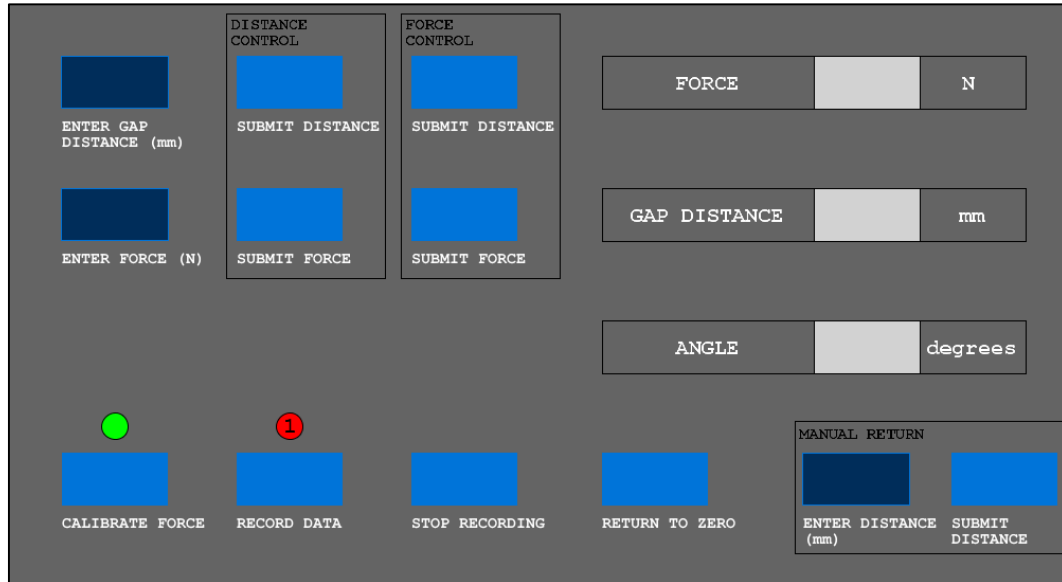 DISTANCE
CONTROL
FORCE
CONTROL
ENTER GAP
DISTANCE (mm)
SUBMIT DISTANCE
SUBMIT DISTANCE
FORCE
N
ENTER FORCE (N)
SUBMIT FORCE
SUBMIT FORCE
GAP DISTANCE
mm
ANGLE
degrees
1
CALIBRATE FORCE
RECORD DATA
STOP RECORDING
RETURN TO ZERO
MANUAL RETURN
ENTER DISTANCE
(mm)
SUBMIT
DISTANCE